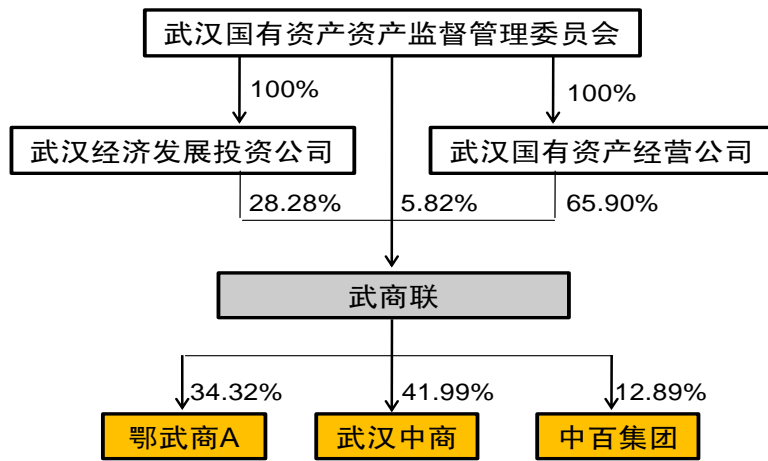 武汉国有资产资产监督管理委员会
100%
100%
武汉经济发展投资公司
武汉国有资产经营公司
28.28%
5.82%
65.90%
武商联
34.32%
41.99%
12.89%
鄂武商A
武汉中商
中百集团